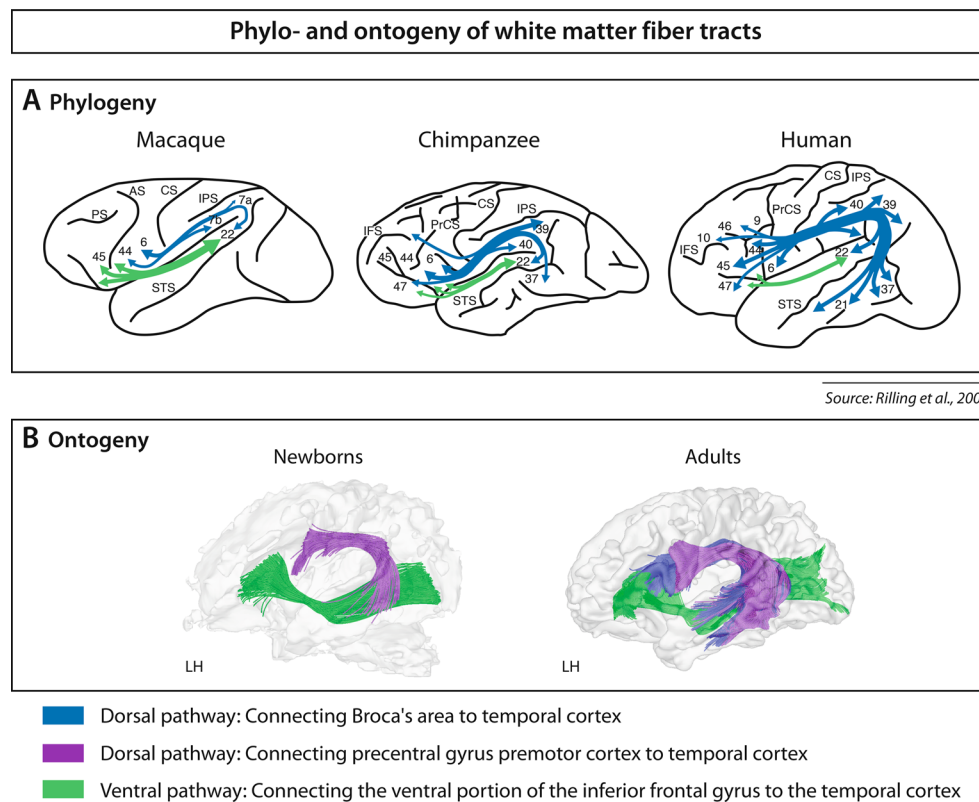 Phylo- and ontogeny of white matter fiber tracts
A Phylogeny
Macaque
Chimpanzee
Human
AS
CS
IPS
7a
PS
7b
22
6
44
45
STS
CS
IPS
PrCS
IFS
39
40
45
44
6
22
37
47
STS
CS
IPS
PrCS
40
39
9
46
10
IFS
44
22
45
6
47
37
STS
21
Source: Rilling et al., 200
B Ontogeny
Newborns
Adults
LH
LH
Dorsal pathway: Connecting Broca's area to temporal cortex
Dorsal pathway: Connecting precentral gyrus premotor cortex to temporal cortex
Ventral pathway: Connecting the ventral portion of the inferior frontal gyrus to the temporal cortex